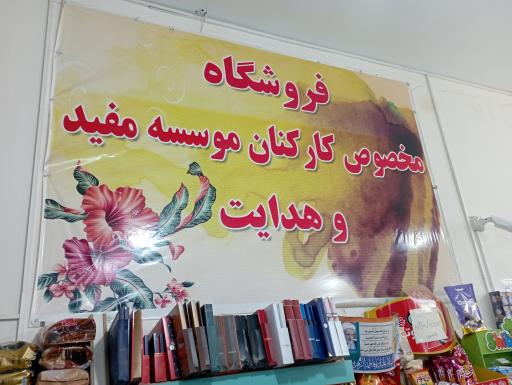 فروشگاه
مخصوص کارکنان موسسه مفید
و هدایت